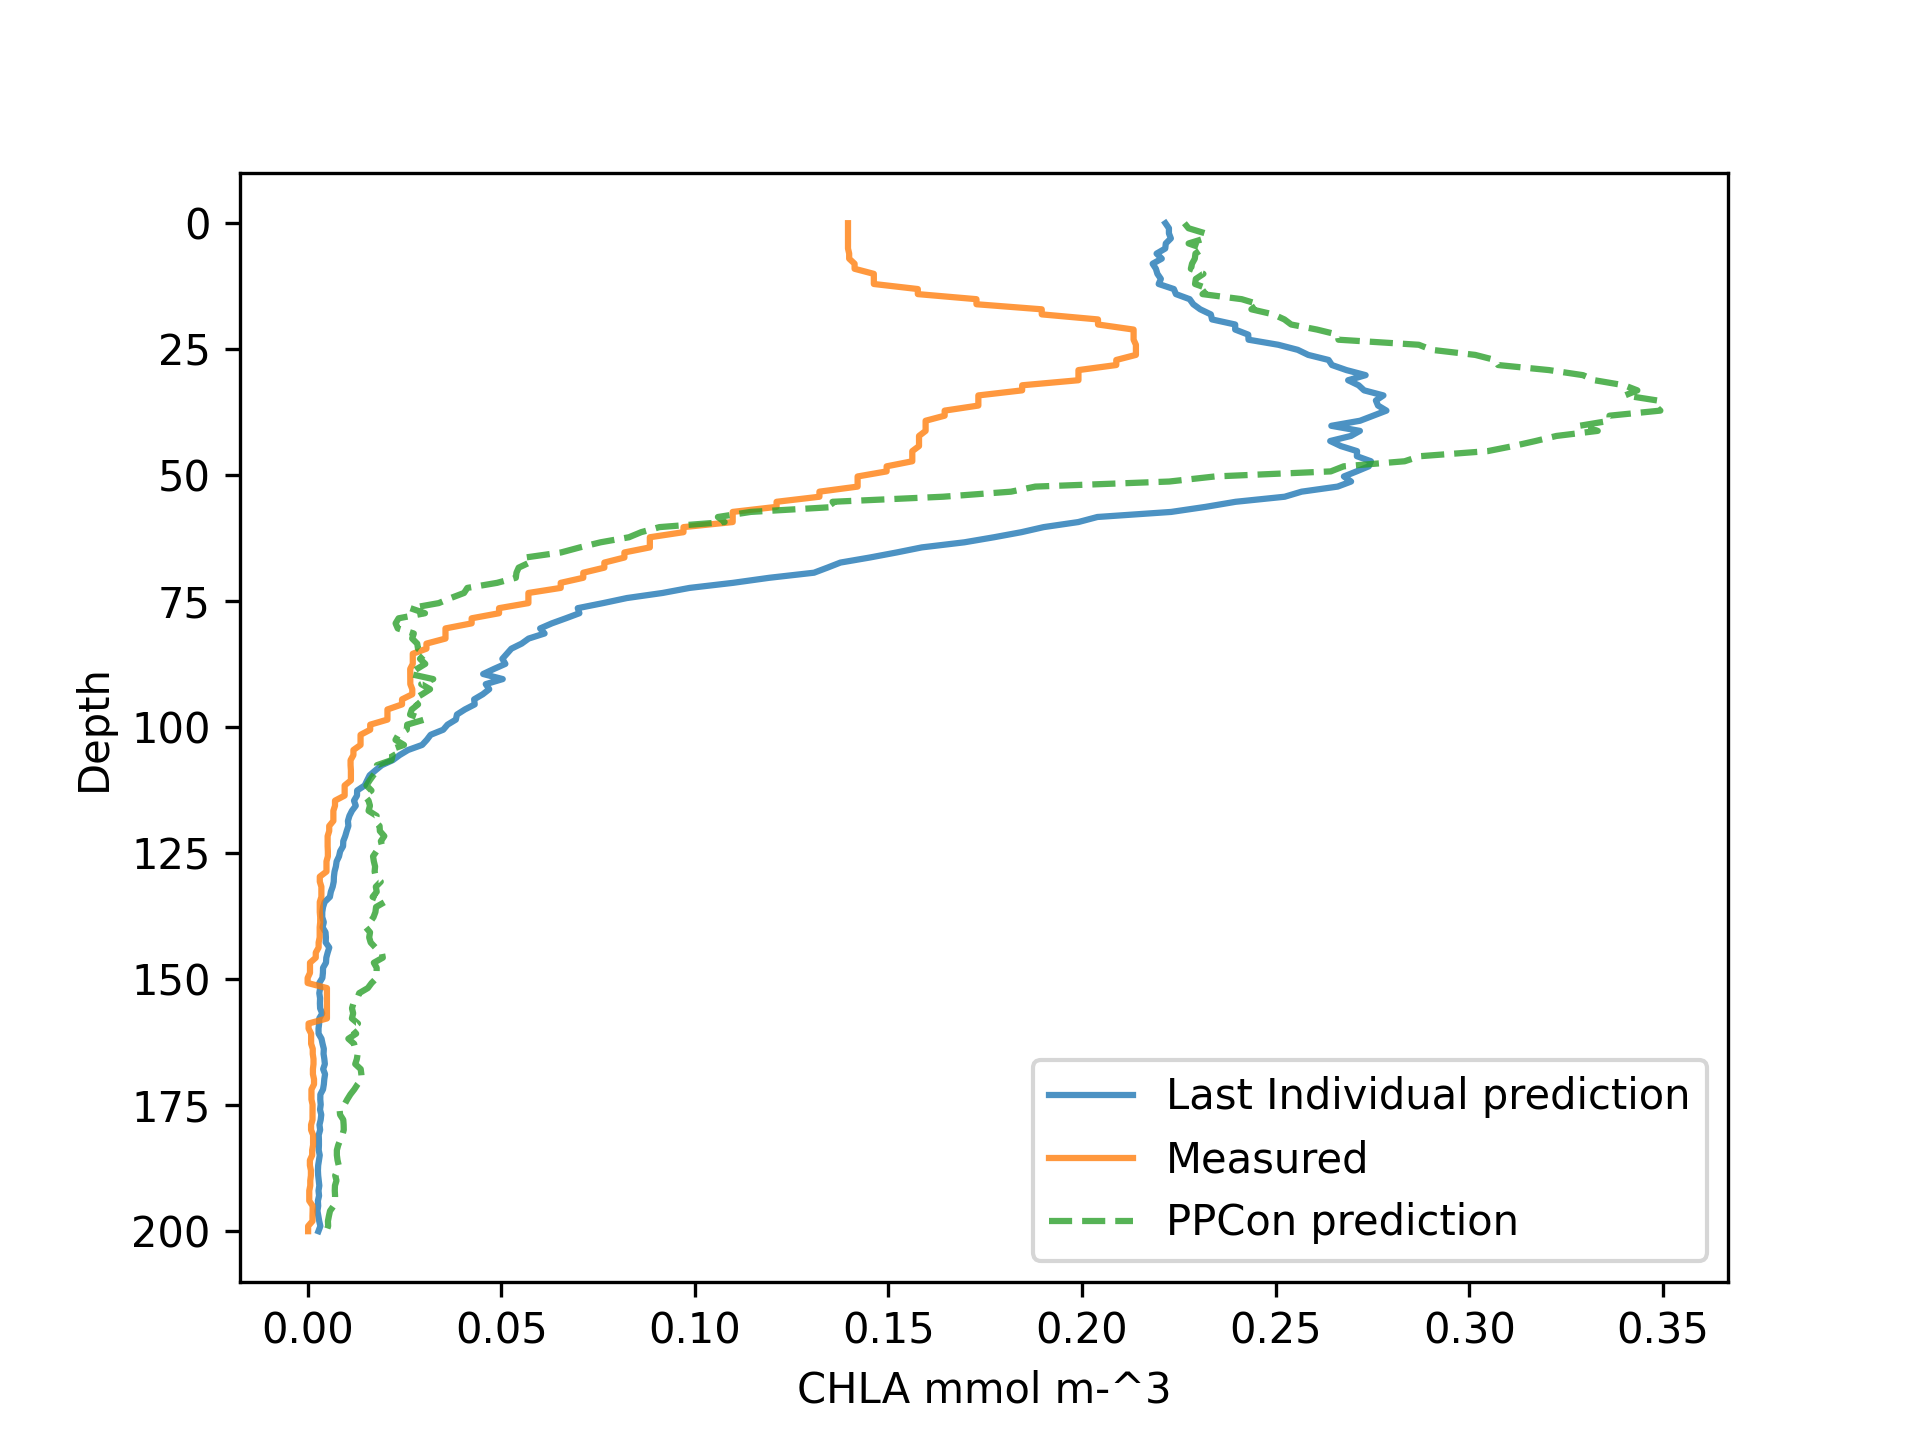 0
25
50
75
100
125
150
175
200
Depth
0.00 0.05 0.10 0.15 0.20 0.25 0.30 0.35
CHLA mmol m-^3
Last Individual prediction
Measured
PPCon prediction